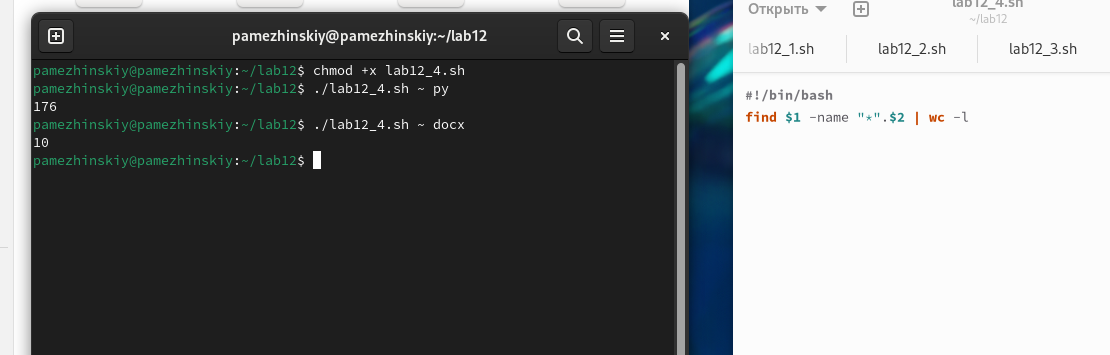 pamezhinskiy@pamezhinskiy:~/lab12
pamezhinskiy@pamezhinskiy:~/lab12$ chmod +x lab12_4.sh
pamezhinskiy@pamezhinskiy:~/lab12$ ./lab12_4.sh ~ py
176
pamezhinskiy@pamezhinskiy:~/lab12$ ./lab12_4.sh ~ docx
10
pamezhinskiy@pamezhinskiy:~/lab12$
Открыть
lab12_4.sh
~/lab12
lab12_1.sh lab12_2.sh lab12_3.sh
#!/bin/bash
find $1 -name "*".$2 | wc -l